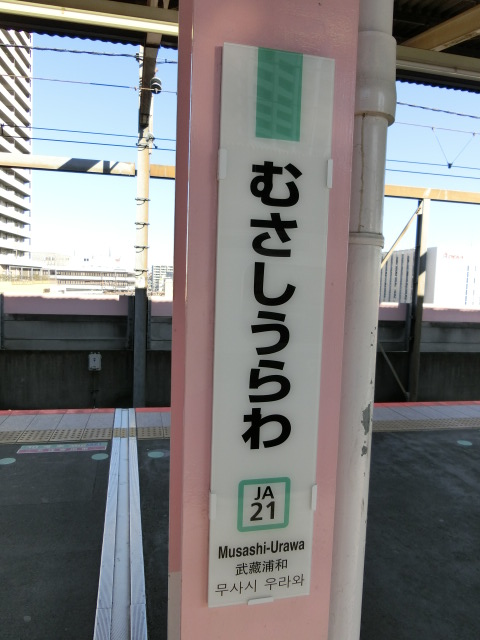 むさしうらわ
JA
21
Musashi-Urawa
武蔵浦和
무사시 우라와